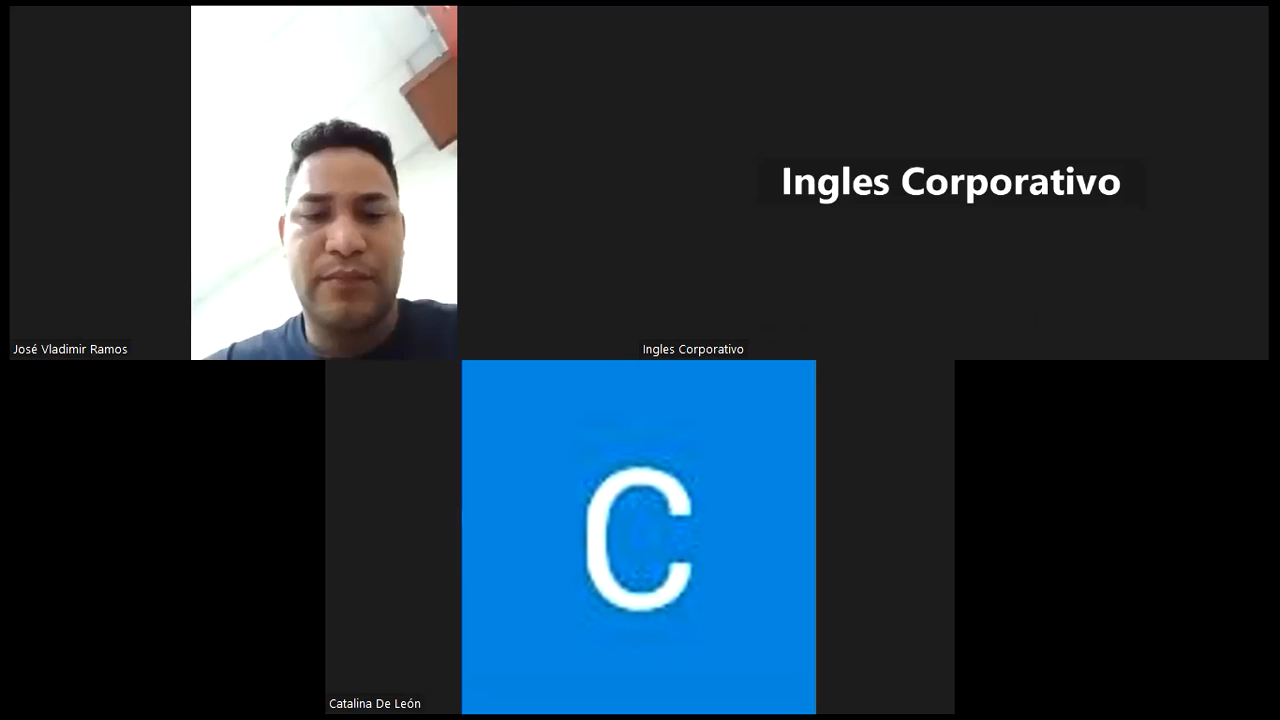 Ingles Corporativo
José Vladimir Ramos
Ingles Corporativo
C
Catalina De León